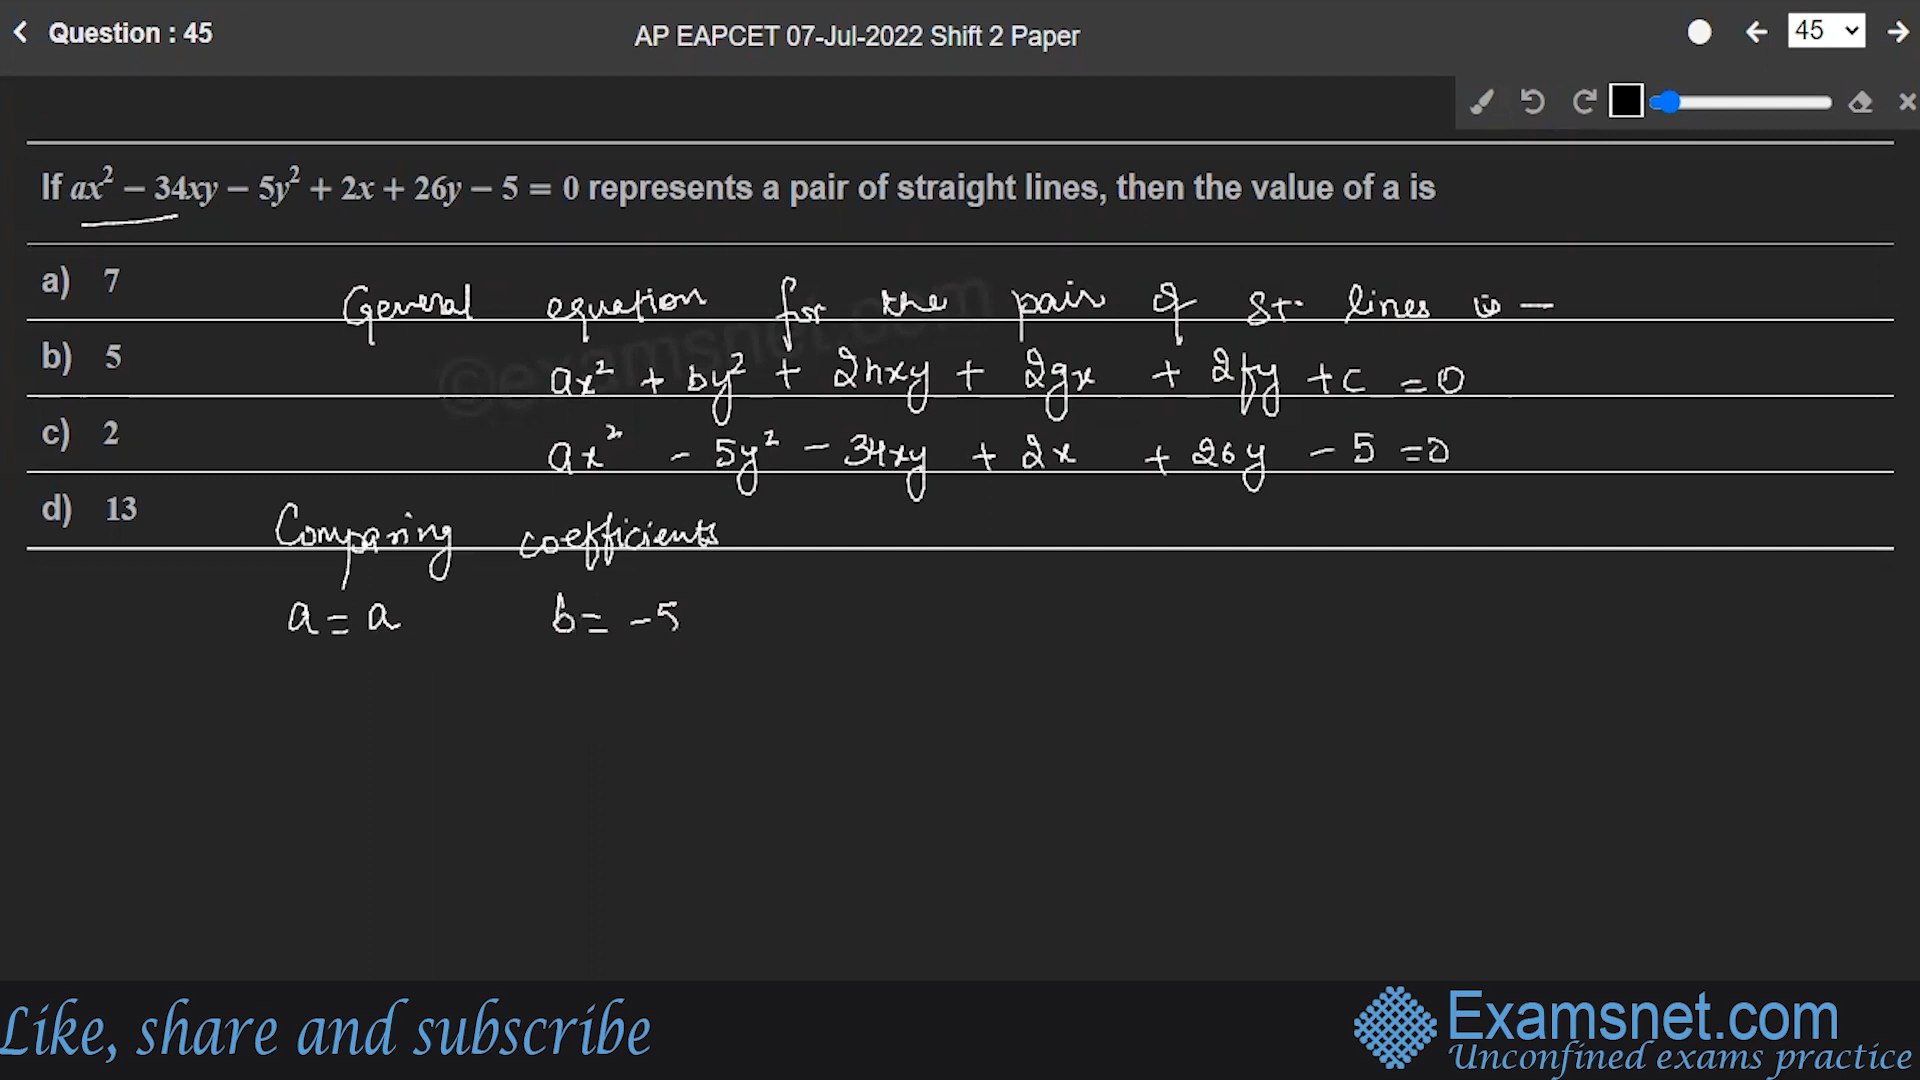 Question : 45 AP EAPCET 07-Jul-2022 Shift 2 Paper 45
If ax² − 34xy − 5y² + 2x + 26y − 5 = 0 represents a pair of straight lines, then the value of a is
a) 7
General equation for the pair of St. lines is —
©examsnet.com
b) 5
ax² + by² + 2hxy + 2gx + 2fy + c = 0
c) 2
ax² - 5y² - 34xy + 2x + 26y - 5 = 0
d) 13
Comparing coefficients
a = a b = -5
Like, share and subscribe
Examsnet.com
Unconfined exams practice